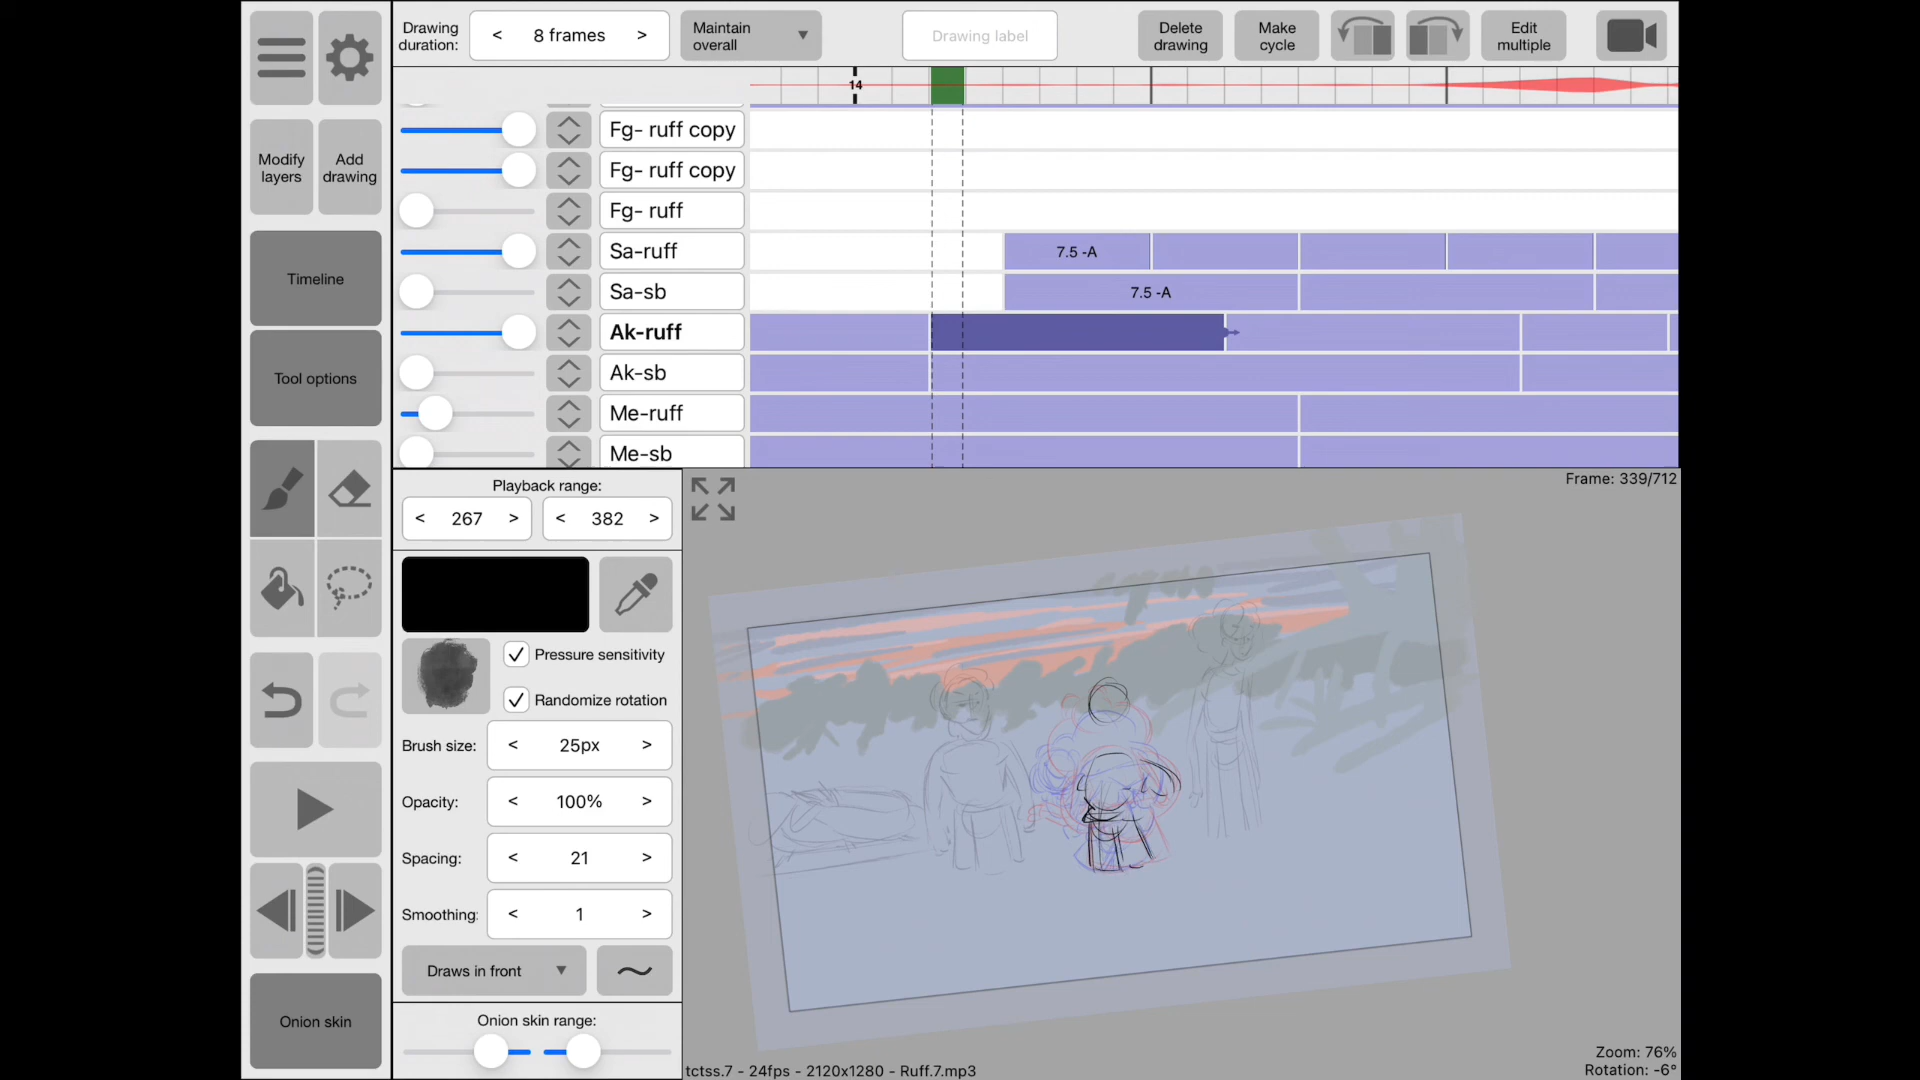 Drawing
duration:
< 8 frames >
Maintain
overall
Drawing label
Delete
drawing
Make
cycle
Edit
multiple
14
Modify
layers
Add
drawing
Timeline
Tool options
Onion skin
Fg- ruff copy
Fg- ruff copy
Fg- ruff
Sa-ruff
7.5 -A
Sa-sb
7.5 -A
Ak-ruff
Ak-sb
Me-ruff
Me-sb
Playback range:
< 267 >
< 382 >
Pressure sensitivity
Randomize rotation
Brush size:
< 25px >
Opacity:
< 100% >
Spacing:
< 21 >
Smoothing:
< 1 >
Draws in front
Onion skin range:
Frame: 339/712
Zoom: 76%
Rotation: -6°
tctss.7 - 24fps - 2120x1280 - Ruff.7.mp3